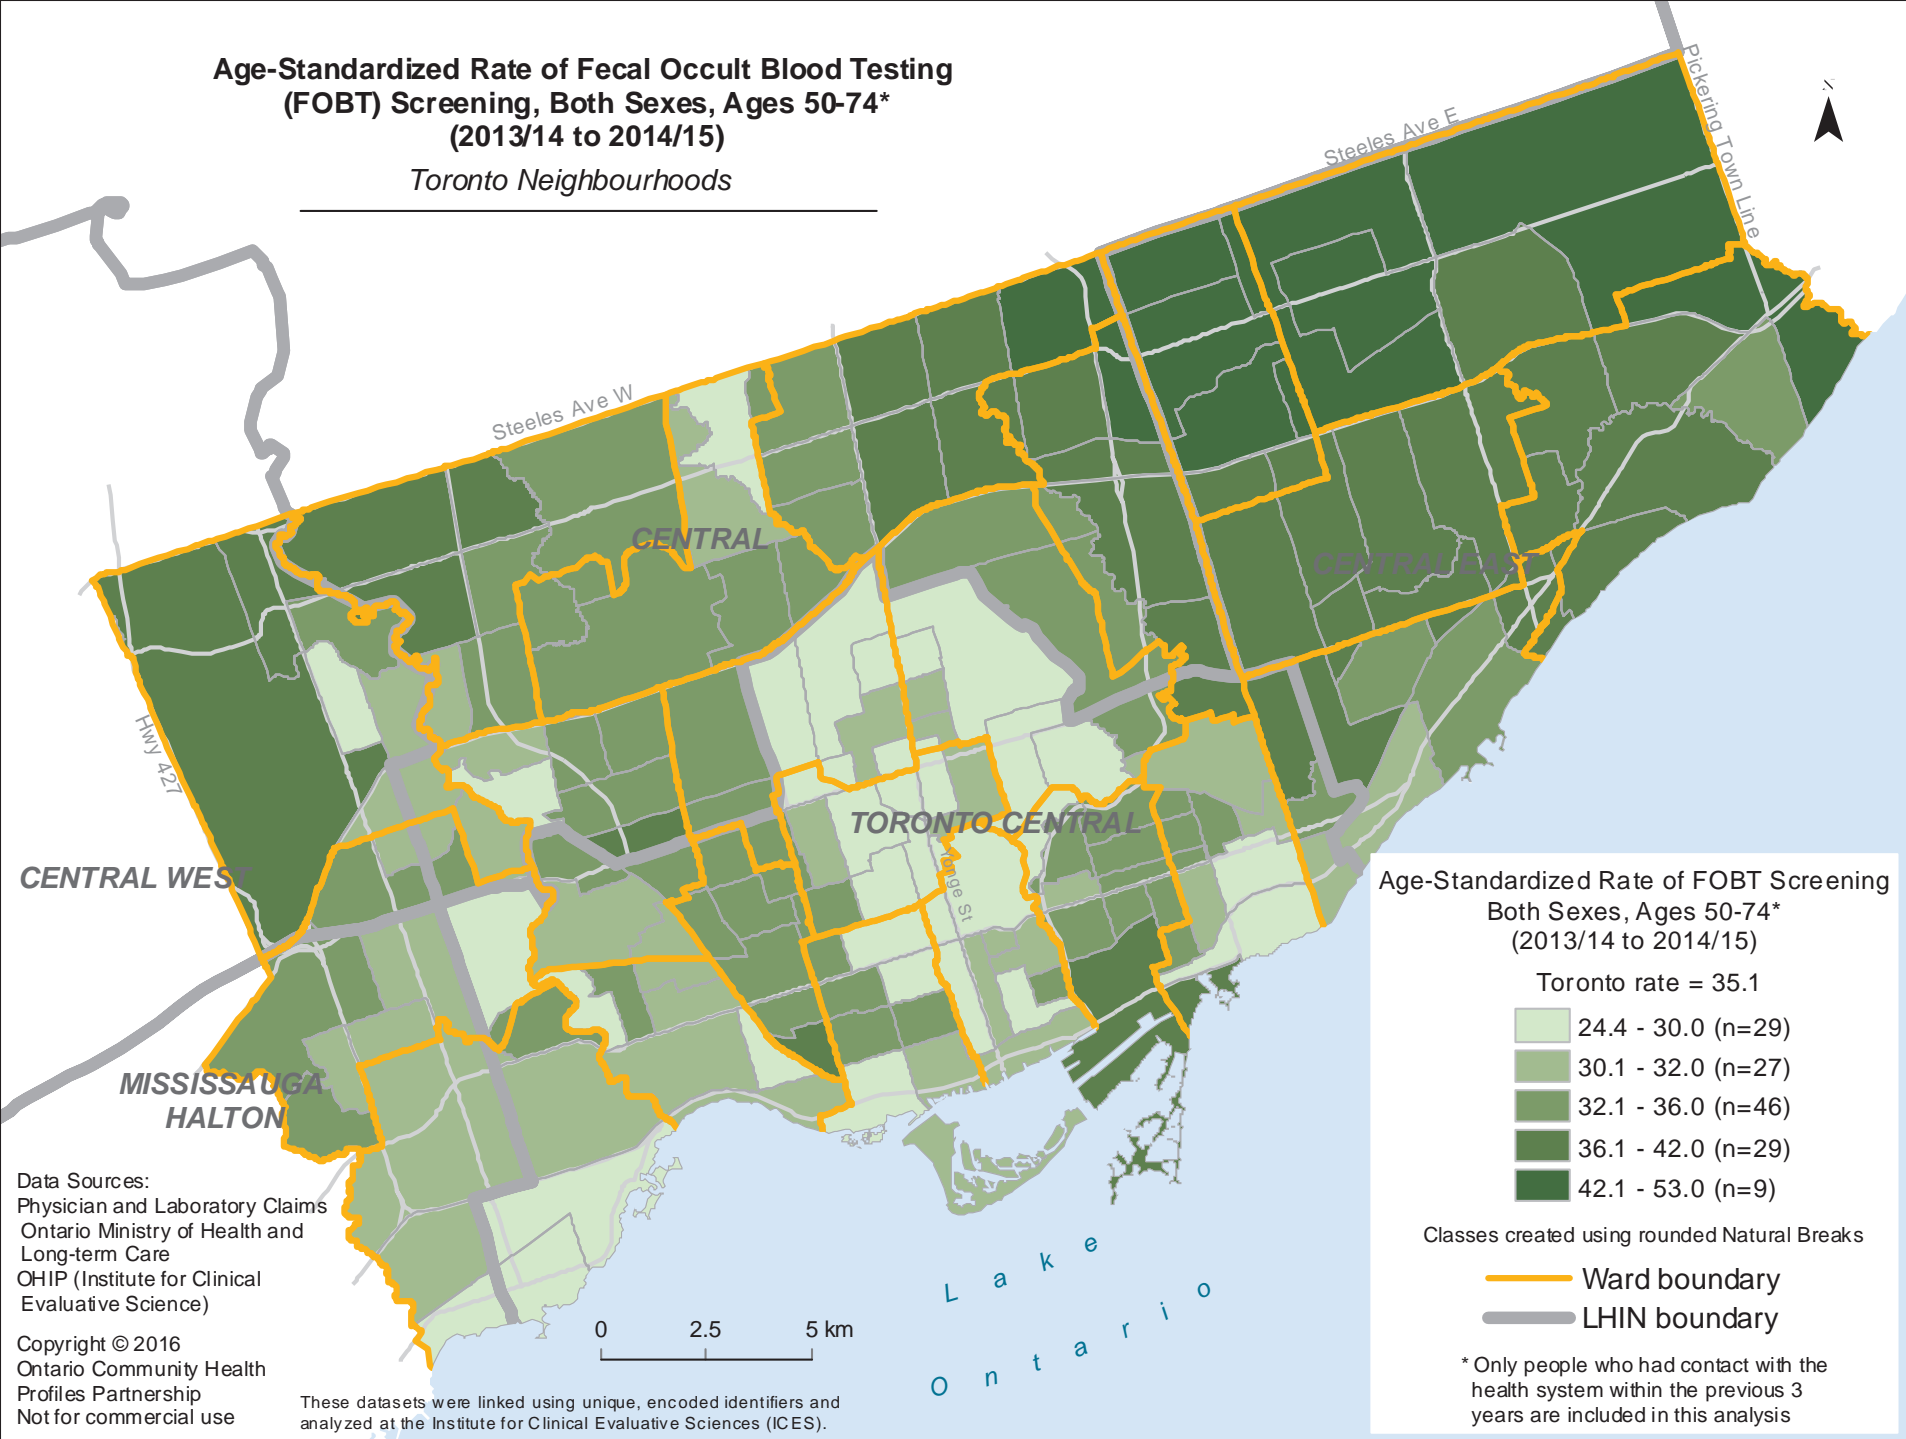 Age-Standardized Rate of Fecal Occult Blood Testing
(FOBT) Screening, Both Sexes, Ages 50-74*
(2013/14 to 2014/15)
Toronto Neighbourhoods
N
Pickering Town Line
Steeles Ave E
Steeles Ave W
CENTRAL
CENTRAL EAST
Hwy 427
TORONTO CENTRAL
Yonge St
CENTRAL WEST
MISSISSAUGA
HALTON
Lake
Ontario
0 2.5 5 km
Age-Standardized Rate of FOBT Screening
Both Sexes, Ages 50-74*
(2013/14 to 2014/15)
Toronto rate = 35.1
24.4 - 30.0 (n=29)
30.1 - 32.0 (n=27)
32.1 - 36.0 (n=46)
36.1 - 42.0 (n=29)
42.1 - 53.0 (n=9)
Classes created using rounded Natural Breaks
Ward boundary
LHIN boundary
* Only people who had contact with the
health system within the previous 3
years are included in this analysis
Data Sources:
Physician and Laboratory Claims
Ontario Ministry of Health and
Long-term Care
OHIP (Institute for Clinical
Evaluative Science)
Copyright © 2016
Ontario Community Health
Profiles Partnership
Not for commercial use
These datasets were linked using unique, encoded identifiers and
analyzed at the Institute for Clinical Evaluative Sciences (ICES).